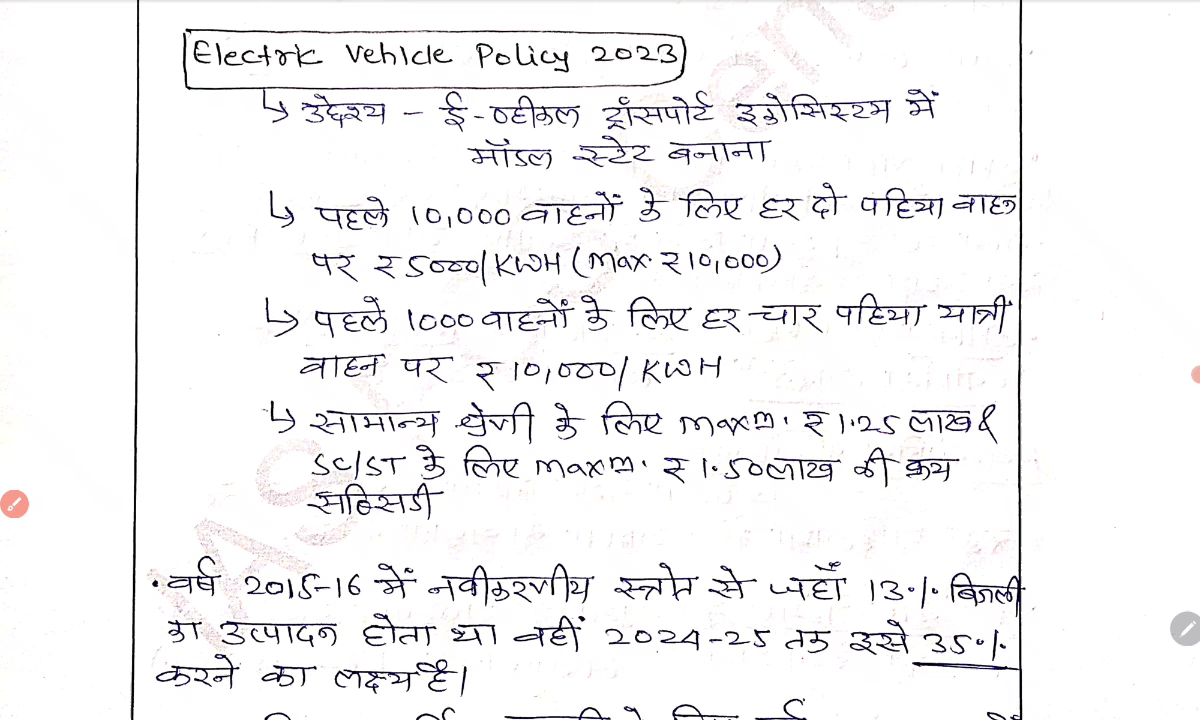 Electric Vehicle Policy 2023
↳ उद्देश्य – ई-व्हीकल ट्रांसपोर्ट इकोसिस्टम में
मॉडल स्टेट बनाना
↳ पहले 10,000 वाहनों के लिए हर दो पहिया वाहन
पर ₹5000/KWH (Max. ₹10,000)
↳ पहले 1000 वाहनों के लिए हर चार पहिया यात्री
वाहन पर ₹10,000/KWH
↳ सामान्य श्रेणी के लिए maxm. ₹1.25 लाख &
SC/ST के लिए maxm. ₹1.50 लाख की क्रय
सब्सिडी
• वर्ष 2015-16 में नवीकरणीय स्त्रोत से जहाँ 13% बिजली
का उत्पादन होता था वहीं 2024-25 तक इसे 35%
करने का लक्ष्य है।